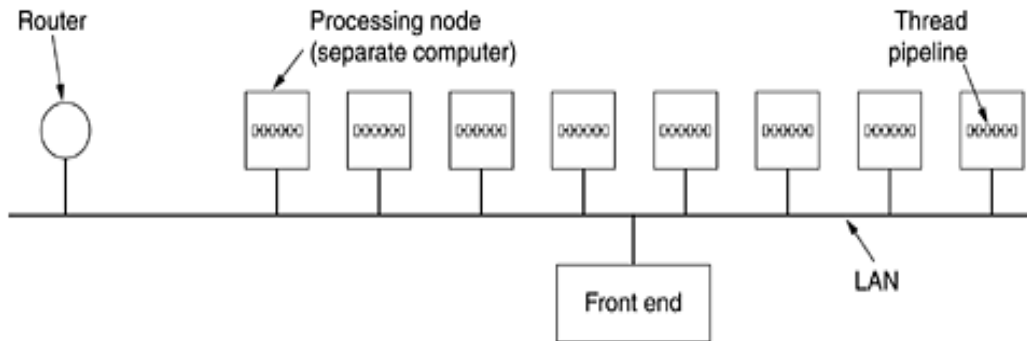 Router
Processing node
(separate computer)
Thread
pipeline
LAN
Front end